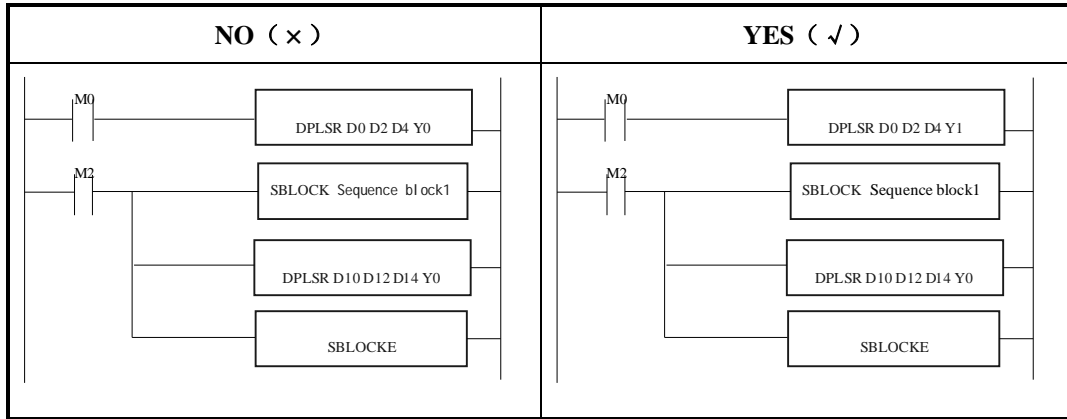 NO（×）
YES（√）
M0
DPLSR D0 D2 D4 Y0
M2
SBLOCK Sequence block1
DPLSR D10 D12 D14 Y0
SBLOCKE
M0
DPLSR D0 D2 D4 Y1
M2
SBLOCK Sequence block1
DPLSR D10 D12 D14 Y0
SBLOCKE